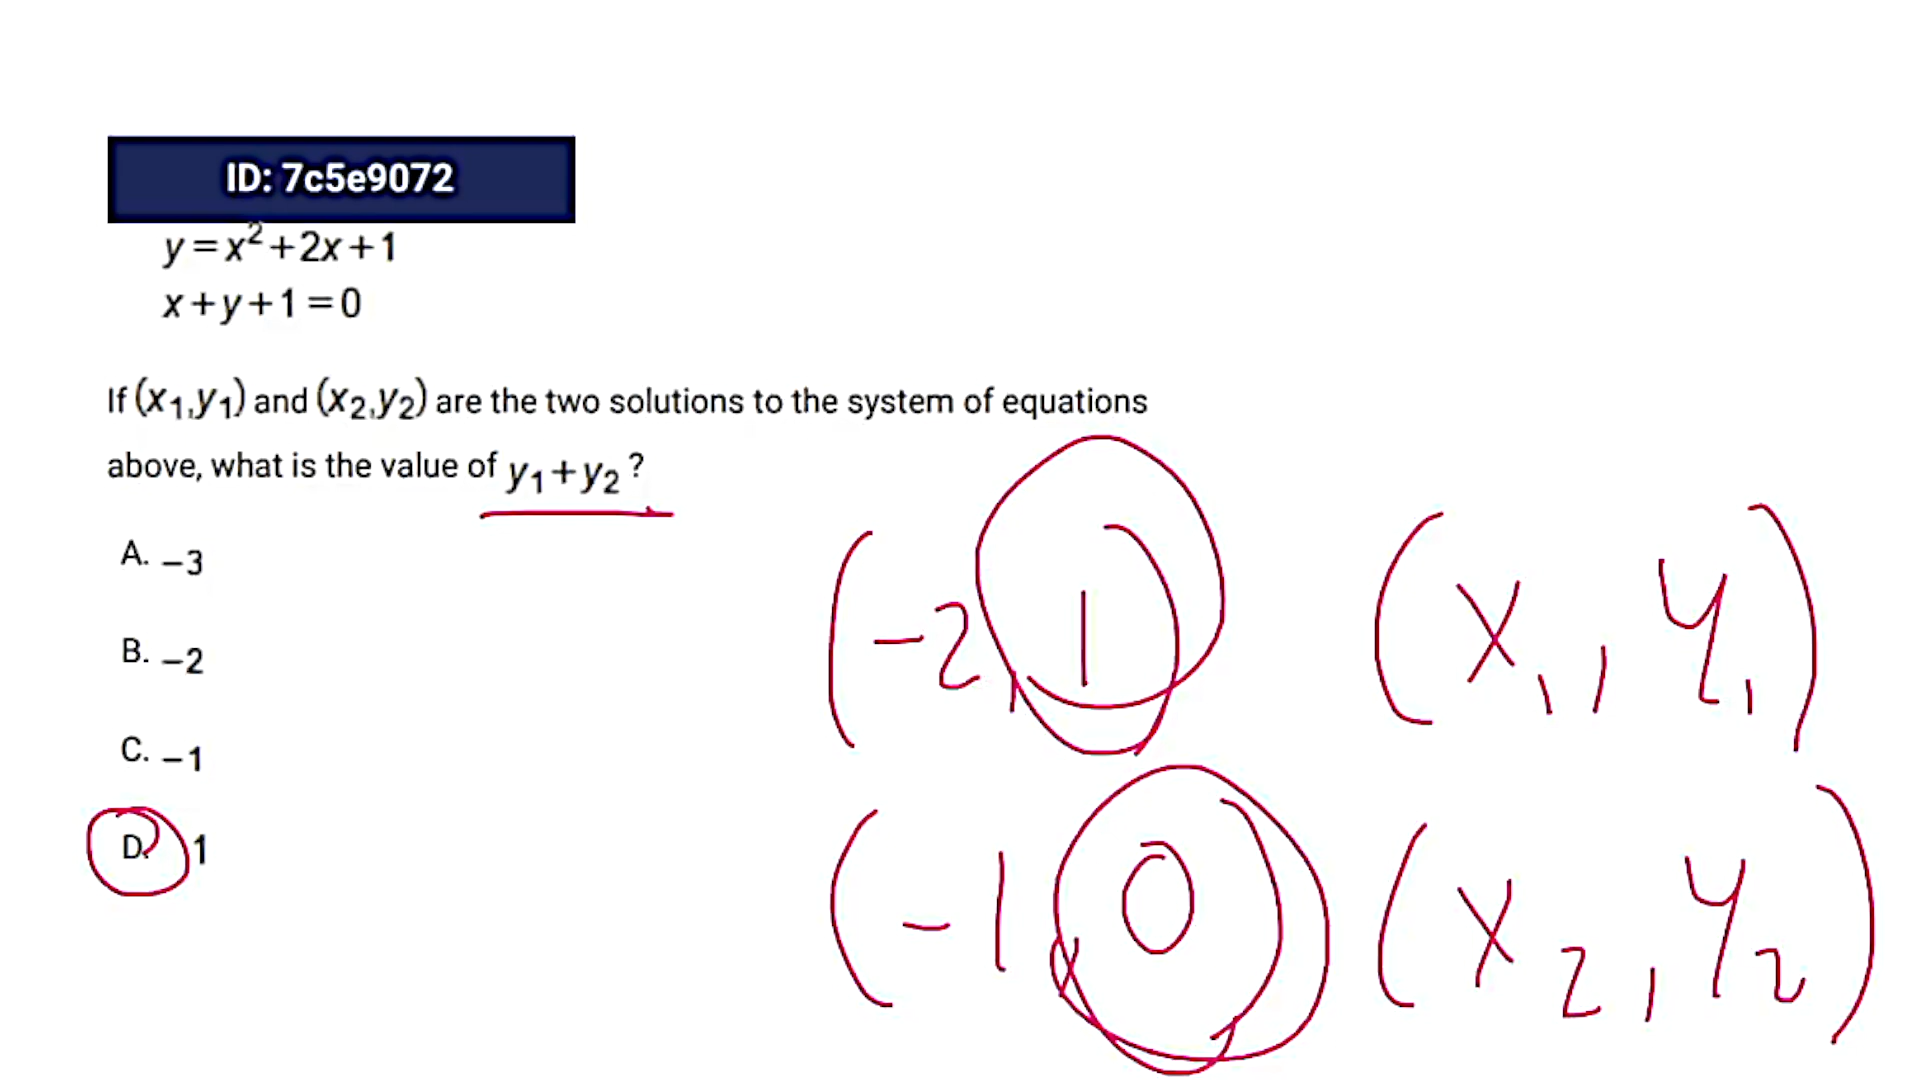 ID: 7c5e9072
y=x²+2x+1
x+y+1=0
If (x₁,y₁) and (x₂,y₂) are the two solutions to the system of equations
above, what is the value of y₁+y₂?
A. −3
B. −2
C. −1
D. 1
(−2, 1) (x₁, y₁)
(−1, 0) (x₂, y₂)